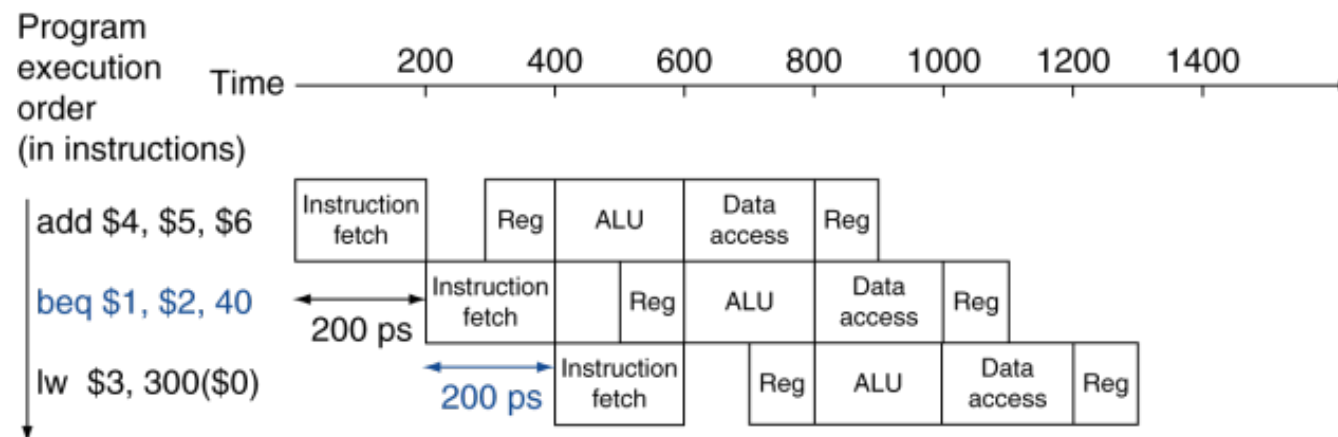 Program
execution
order
(in instructions)
Time
200 400 600 800 1000 1200 1400
add $4, $5, $6
Instruction
fetch
Reg
ALU
Data
access
Reg
beq $1, $2, 40
200 ps
Instruction
fetch
Reg
ALU
Data
access
Reg
lw $3, 300($0)
200 ps
Instruction
fetch
Reg
ALU
Data
access
Reg